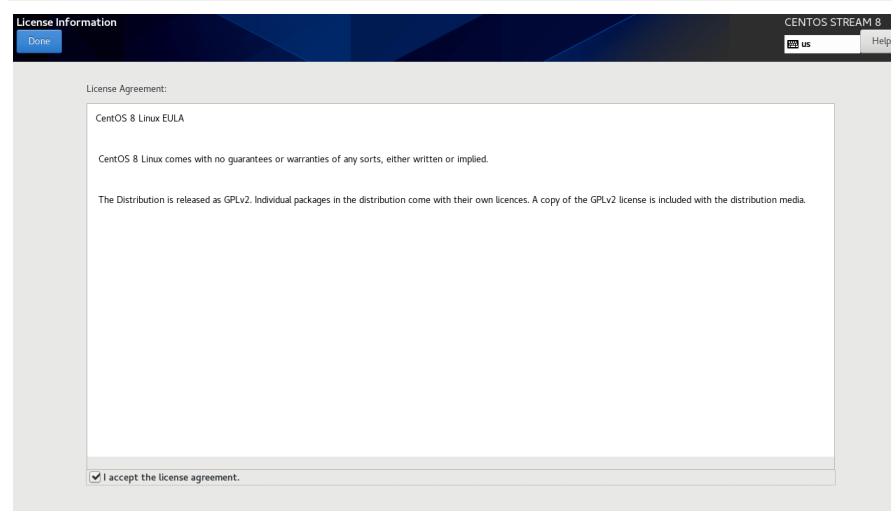 License Information
CENTOS STREAM 8
Done
us
Help
License Agreement:
CentOS 8 Linux EULA
CentOS 8 Linux comes with no guarantees or warranties of any sorts, either written or implied.
The Distribution is released as GPLv2. Individual packages in the distribution come with their own licences. A copy of the GPLv2 license is included with the distribution media.
I accept the license agreement.